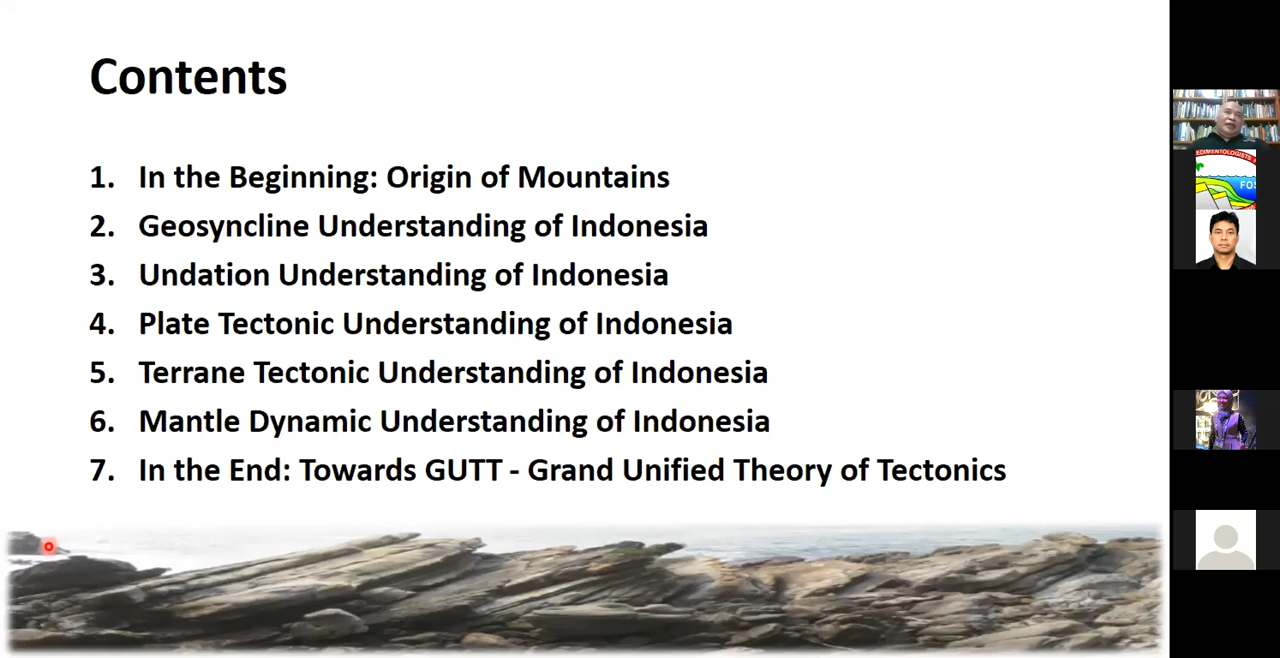 Contents
1. In the Beginning: Origin of Mountains
2. Geosyncline Understanding of Indonesia
3. Undation Understanding of Indonesia
4. Plate Tectonic Understanding of Indonesia
5. Terrane Tectonic Understanding of Indonesia
6. Mantle Dynamic Understanding of Indonesia
7. In the End: Towards GUTT - Grand Unified Theory of Tectonics
EDIMENTOLOGISTS
FOS